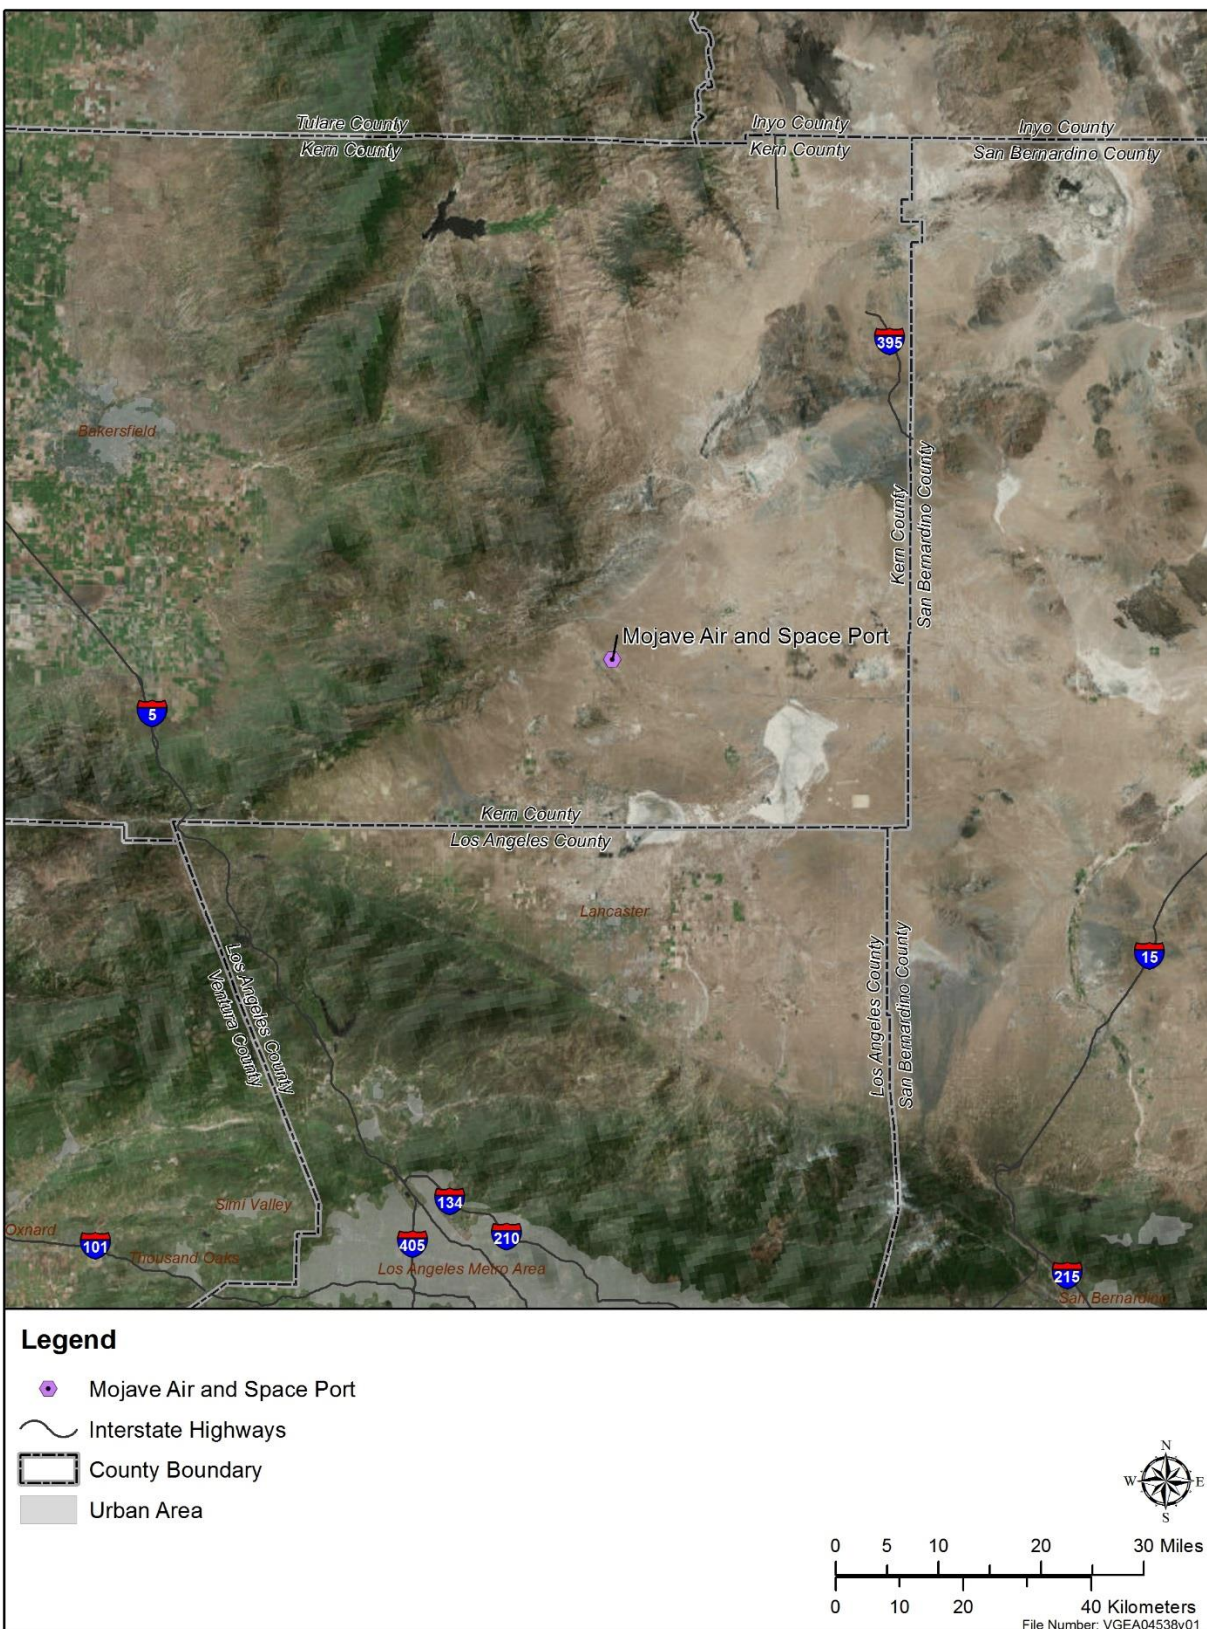 Tulare County
Kern County
Inyo County
Kern County
Inyo County
San Bernardino County
395
Bakersfield
Kern County
San Bernardino County
Mojave Air and Space Port
5
Kern County
Los Angeles County
Lancaster
Los Angeles County
Ventura County
Los Angeles County
San Bernardino County
15
Simi Valley
134
Oxnard
101
Thousand Oaks
405
210
Los Angeles Metro Area
215
San Bernardino
Legend
Mojave Air and Space Port
Interstate Highways
County Boundary
Urban Area
N
W E
S
0 5 10 20 30 Miles
0 10 20 40 Kilometers
File Number: VGEA04538v01